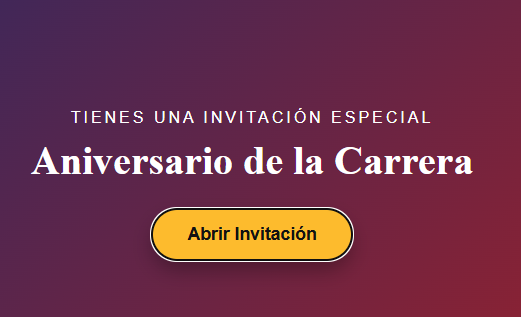 TIENES UNA INVITACIÓN ESPECIAL
Aniversario de la Carrera
Abrir Invitación